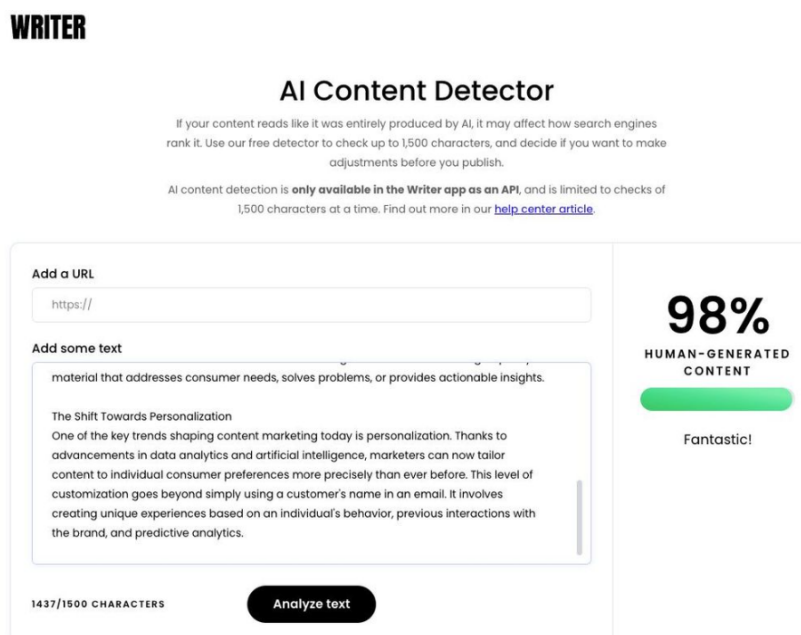 WRITER
AI Content Detector
If your content reads like it was entirely produced by AI, it may affect how search engines
rank it. Use our free detector to check up to 1,500 characters, and decide if you want to make
adjustments before you publish.
AI content detection is only available in the Writer app as an API, and is limited to checks of
1,500 characters at a time. Find out more in our help center article.
Add a URL
https://
Add some text
material that addresses consumer needs, solves problems, or provides actionable insights.
The Shift Towards Personalization
One of the key trends shaping content marketing today is personalization. Thanks to
advancements in data analytics and artificial intelligence, marketers can now tailor
content to individual consumer preferences more precisely than ever before. This level of
customization goes beyond simply using a customer's name in an email. It involves
creating unique experiences based on an individual's behavior, previous interactions with
the brand, and predictive analytics.
1437/1500 CHARACTERS
Analyze text
98%
HUMAN-GENERATED
CONTENT
Fantastic!